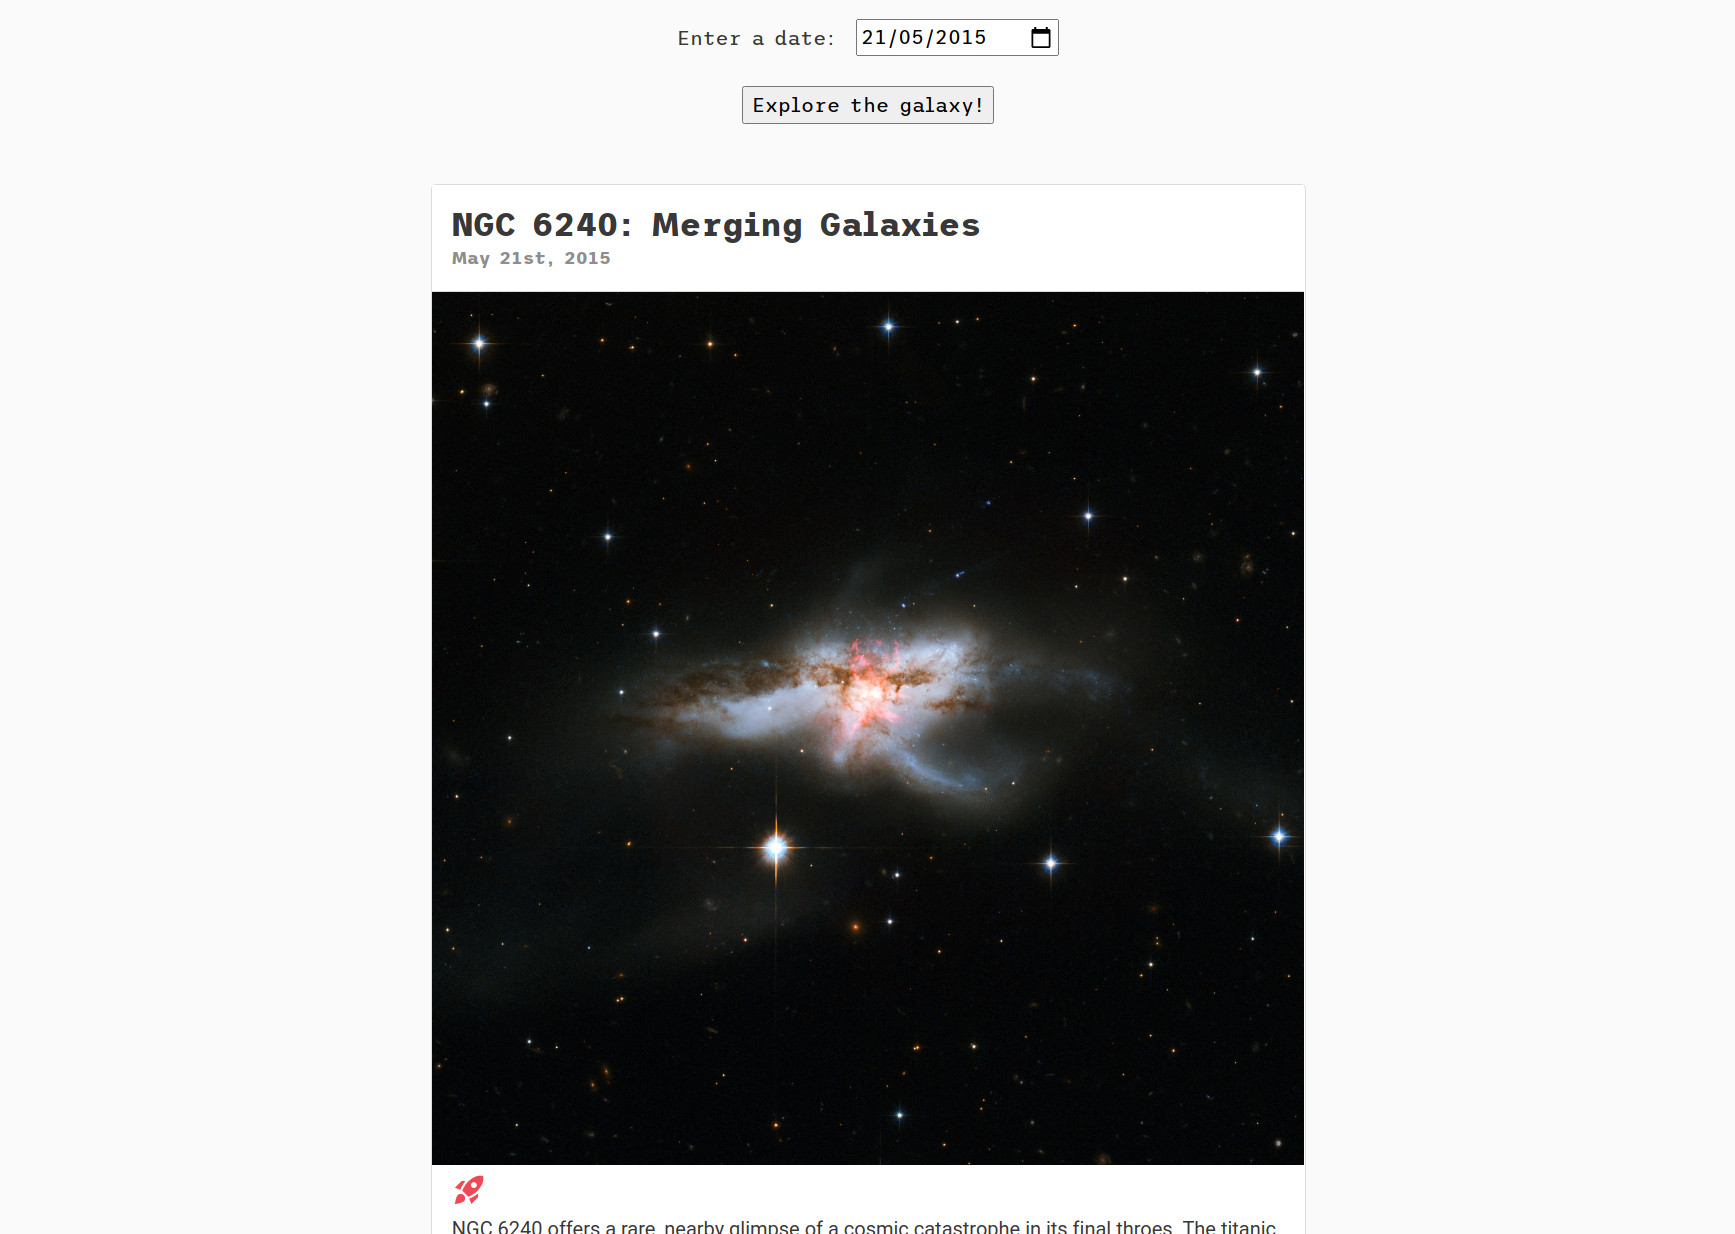 Enter a date: 21/05/2015
Explore the galaxy!
NGC 6240: Merging Galaxies
May 21st, 2015
NGC 6240 offers a rare, nearby glimpse of a cosmic catastrophe in its final throes. The titanic